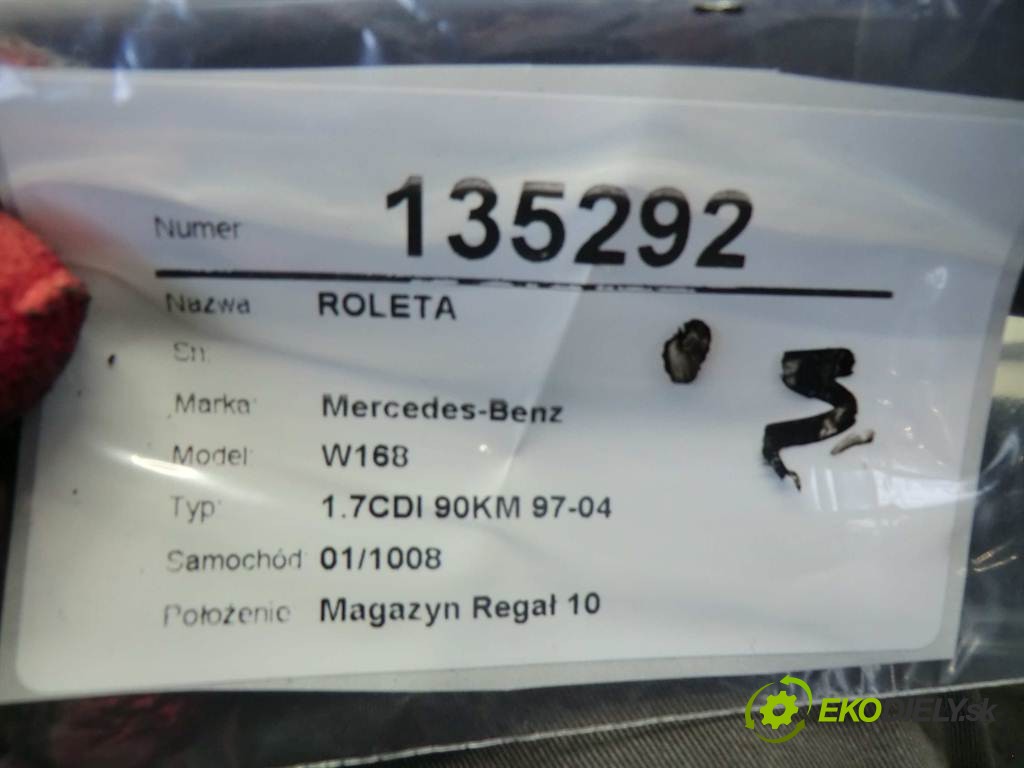 Numer 135292
Nazwa ROLETA
Sn:
Marka: Mercedes-Benz
Model: W168
Typ: 1.7CDI 90KM 97-04
Samochód: 01/1008
Położenie Magazyn Regał 10
EKODIELY.sk